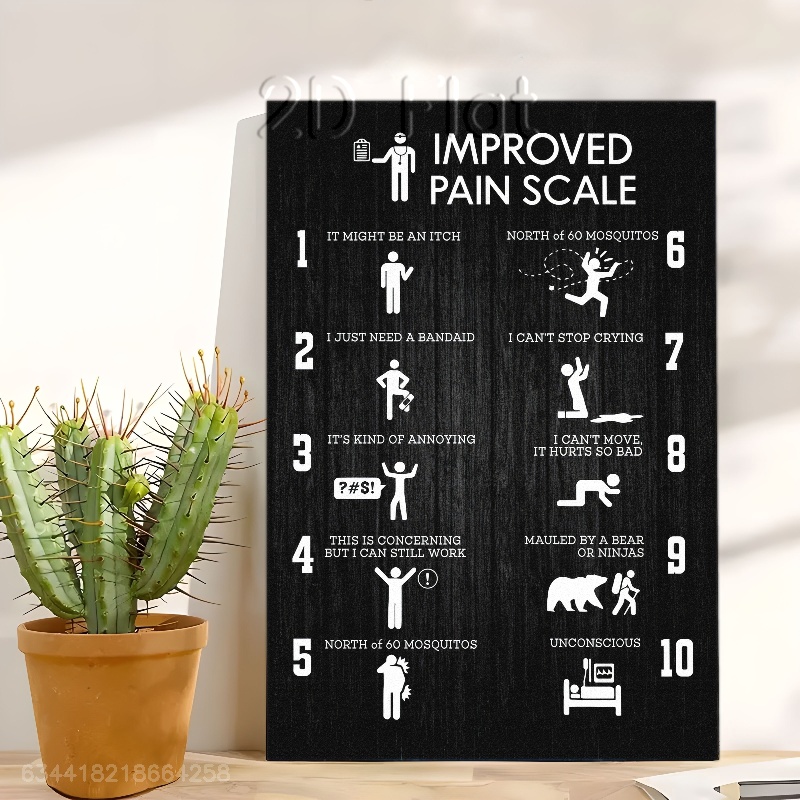 2D Flat
IMPROVED
PAIN SCALE
1
IT MIGHT BE AN ITCH
2
I JUST NEED A BANDAID
3
IT'S KIND OF ANNOYING
?#$!
4
THIS IS CONCERNING
BUT I CAN STILL WORK
!
5
NORTH of 60 MOSQUITOS
6
NORTH of 60 MOSQUITOS
7
I CAN'T STOP CRYING
8
I CAN'T MOVE,
IT HURTS SO BAD
9
MAULED BY A BEAR
OR NINJAS
10
UNCONSCIOUS
634418218664258